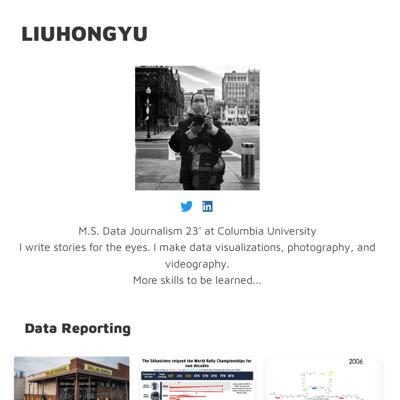 LIUHONGYU
M.S. Data Journalism 23' at Columbia University
I write stories for the eyes. I make data visualizations, photography, and
videography.
More skills to be learned...
Data Reporting
The Sébastiens reigned the World Rally Championships for
two decades
2006